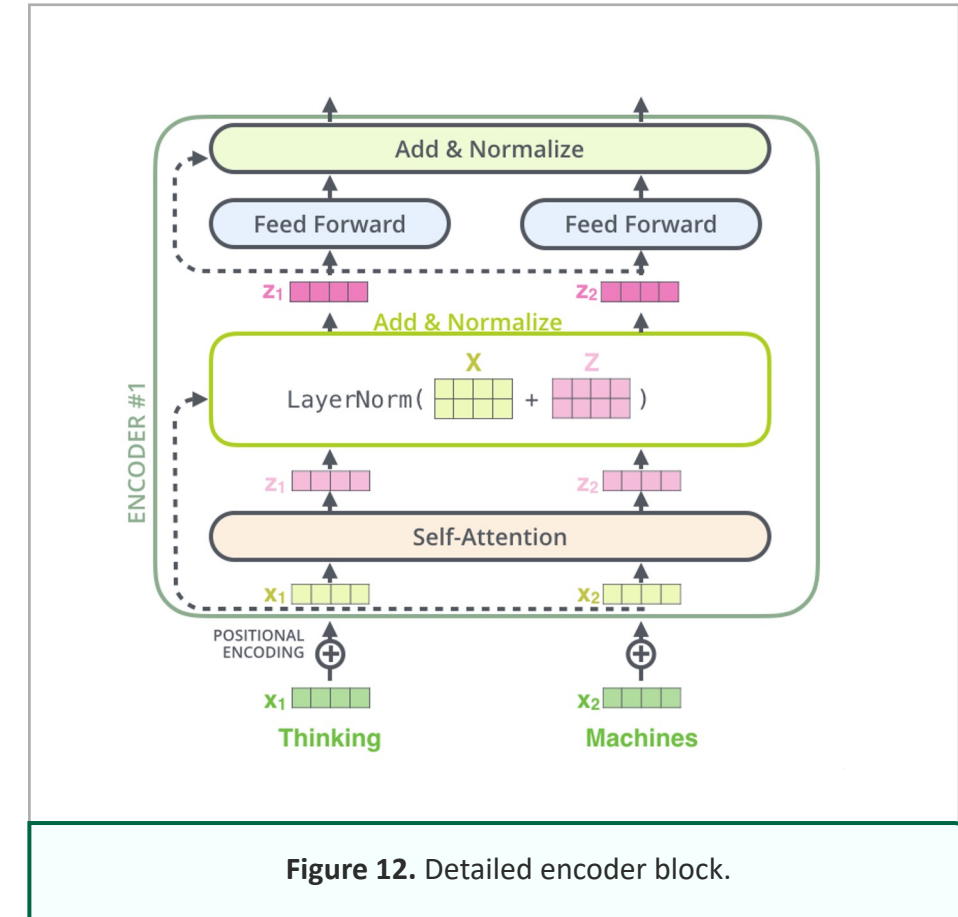 Add & Normalize
Feed Forward Feed Forward
z₁ z₂
Add & Normalize
X Z
LayerNorm( + )
ENCODER #1
z₁ z₂
Self-Attention
x₁ x₂
POSITIONAL
ENCODING
x₁ x₂
Thinking Machines
Figure 12. Detailed encoder block.